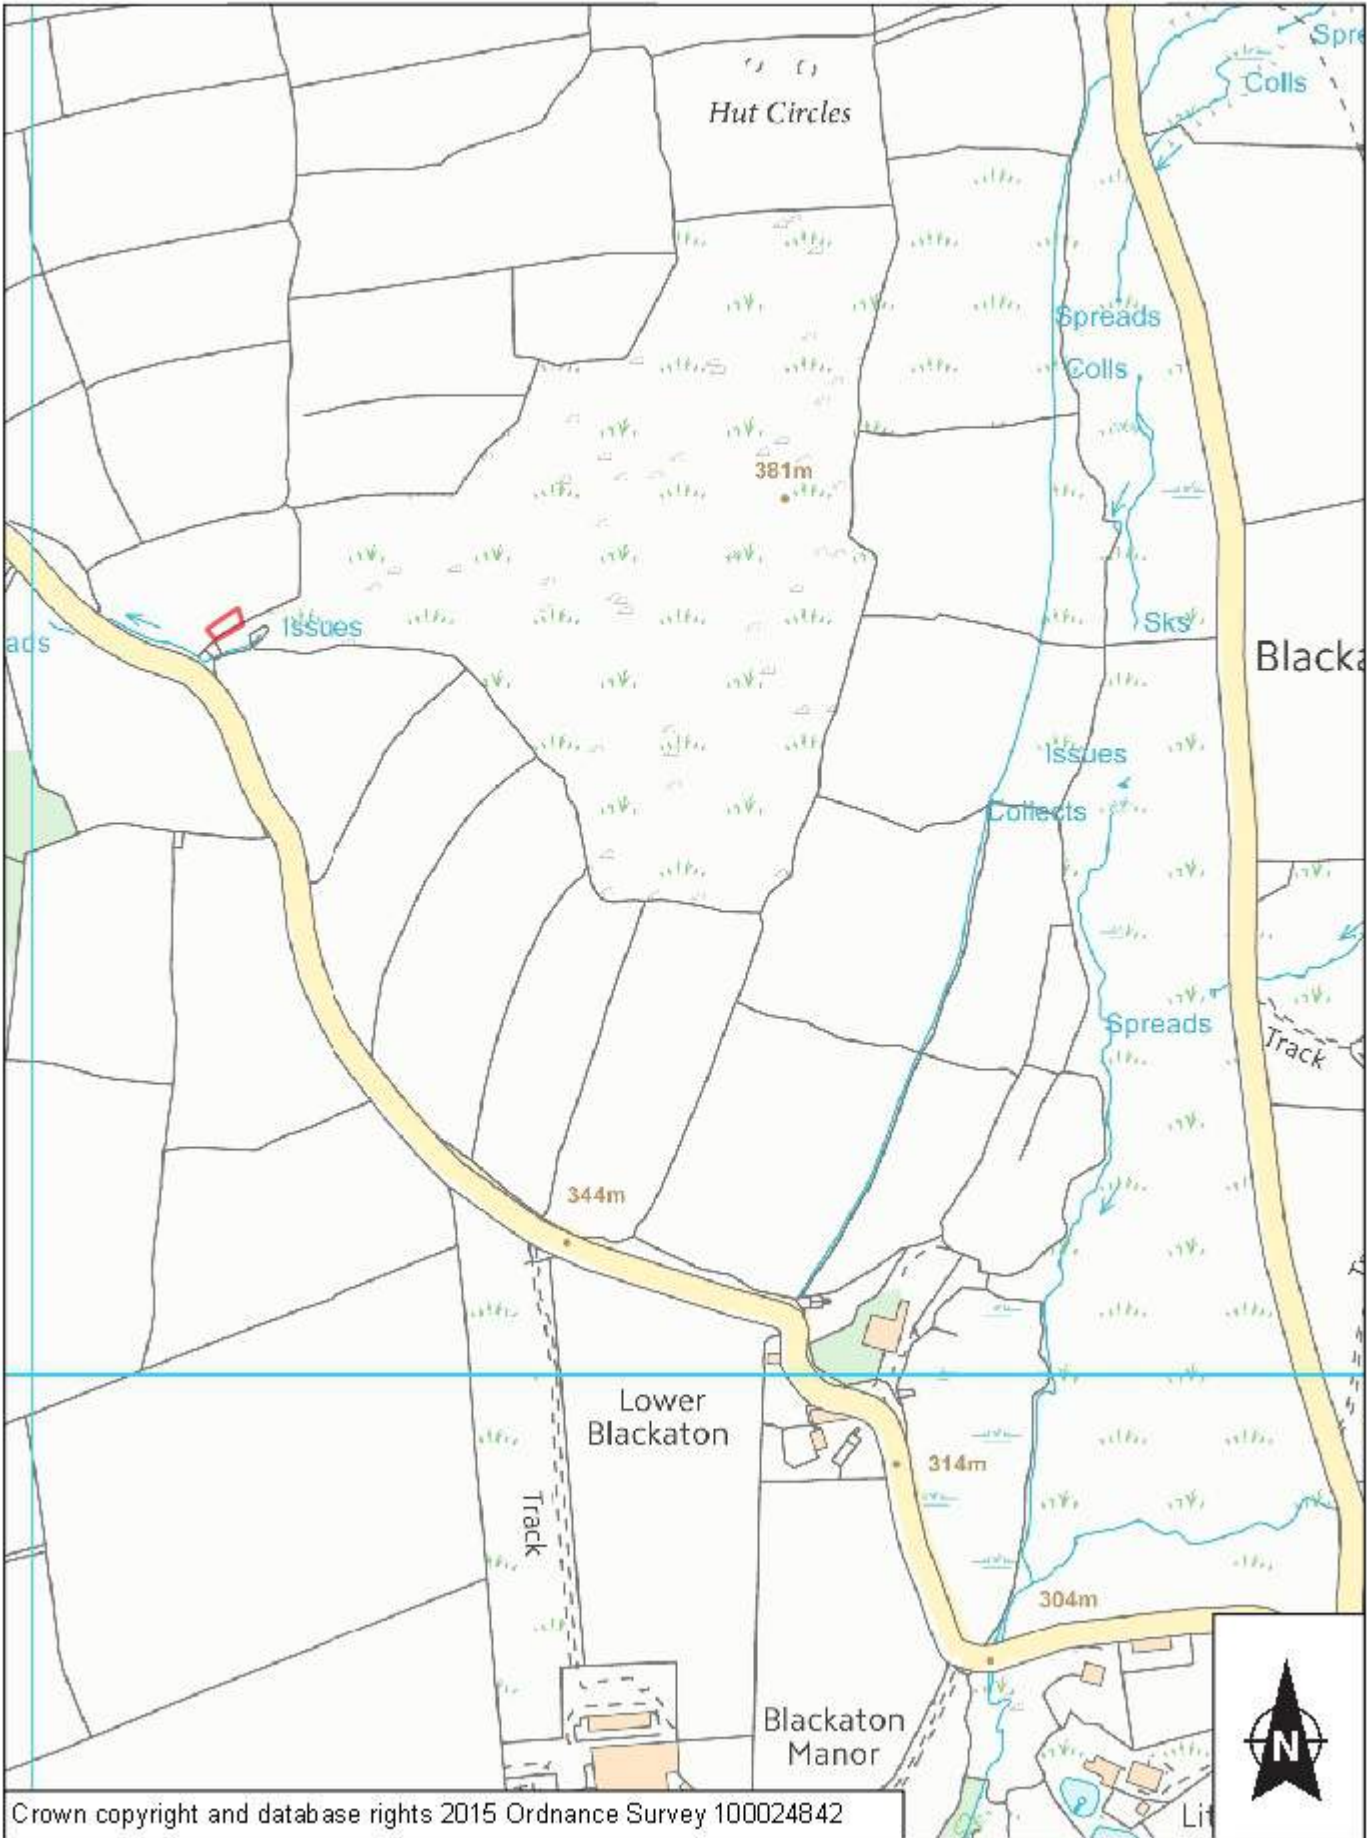 Spre
Colls
Hut Circles
Spreads
Colls
381m
Issues
ads
Sks
Blacka
Issues
Collects
Spreads
Track
344m
Lower
Blackaton
314m
Track
304m
Blackaton
Manor
Lit
N
Crown copyright and database rights 2015 Ordnance Survey 100024842